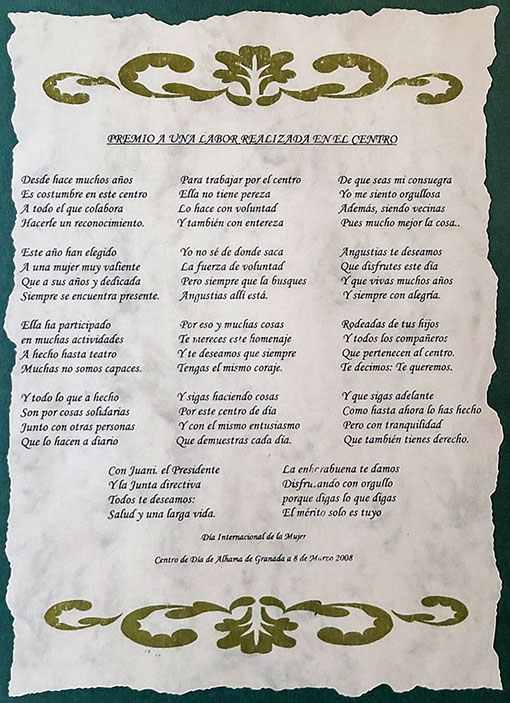 PREMIO A UNA LABOR REALIZADA EN EL CENTRO
Desde hace muchos años
Es costumbre en este centro
A todo el que colabora
Hacerle un reconocimiento.
Este año han elegido
A una mujer muy valiente
Que a sus años y dedicada
Siempre se encuentra presente.
Ella ha participado
en muchas actividades
A hecho hasta teatro
Muchas no somos capaces.
Y todo lo que a hecho
Son por cosas solidarias
Junto con otras personas
Que lo hacen a diario
Para trabajar por el centro
Ella no tiene pereza
Lo hace con voluntad
Y también con entereza
Yo no sé de donde saca
La fuerza de voluntad
Pero siempre que la busques
Angustias allí está.
Por eso y muchas cosas
Te mereces este homenaje
Y te deseamos que siempre
Tengas el mismo coraje.
Y sigas haciendo cosas
Por este centro de día
Y con el mismo entusiasmo
Que demuestras cada día.
De que seas mi consuegra
Yo me siento orgullosa
Además, siendo vecinas
Pues mucho mejor la cosa..
Angustias te deseamos
Que disfrutes este día
Y que vivas muchos años
Y siempre con alegría.
Rodeadas de tus hijos
Y todos los compañeros
Que pertenecen al centro.
Te decimos: Te queremos.
Y que sigas adelante
Como hasta ahora lo has hecho
Pero con tranquilidad
Que también tienes derecho.
Con Juani, el Presidente
Y la Junta directiva
Todos te deseamos:
Salud y una larga vida.
La enhorabuena te damos
Disfrutando con orgullo
porque digas lo que digas
El mérito solo es tuyo
Día Internacional de la Mujer
Centro de Día de Alhama de Granada a 8 de Marzo 2008